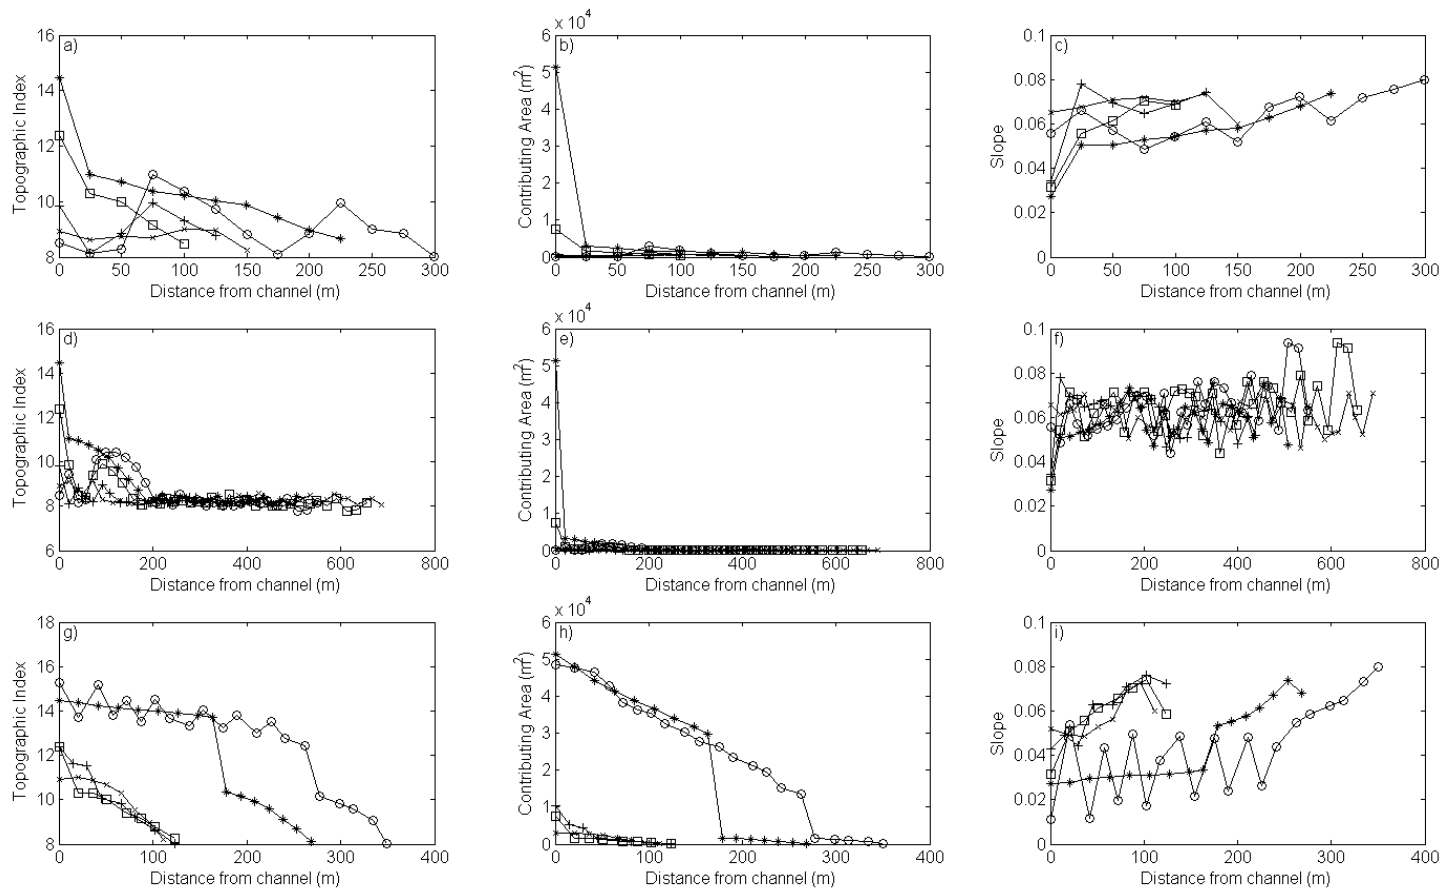 a)
16
14
12
10
8
Topographic Index
0 50 100 150 200 250 300
Distance from channel (m)
b)
x 10^4
6
5
4
3
2
1
0
Contributing Area (m²)
0 50 100 150 200 250 300
Distance from channel (m)
c)
0.1
0.08
0.06
0.04
0.02
0
Slope
0 50 100 150 200 250 300
Distance from channel (m)
d)
16
14
12
10
8
6
Topographic Index
0 200 400 600 800
Distance from channel (m)
e)
x 10^4
6
5
4
3
2
1
0
Contributing Area (m²)
0 200 400 600 800
Distance from channel (m)
f)
0.1
0.08
0.06
0.04
0.02
0
Slope
0 200 400 600 800
Distance from channel (m)
g)
18
16
14
12
10
8
Topographic Index
0 100 200 300 400
Distance from channel (m)
h)
x 10^4
6
5
4
3
2
1
0
Contributing Area (m²)
0 100 200 300 400
Distance from channel (m)
i)
0.1
0.08
0.06
0.04
0.02
0
Slope
0 100 200 300 400
Distance from channel (m)